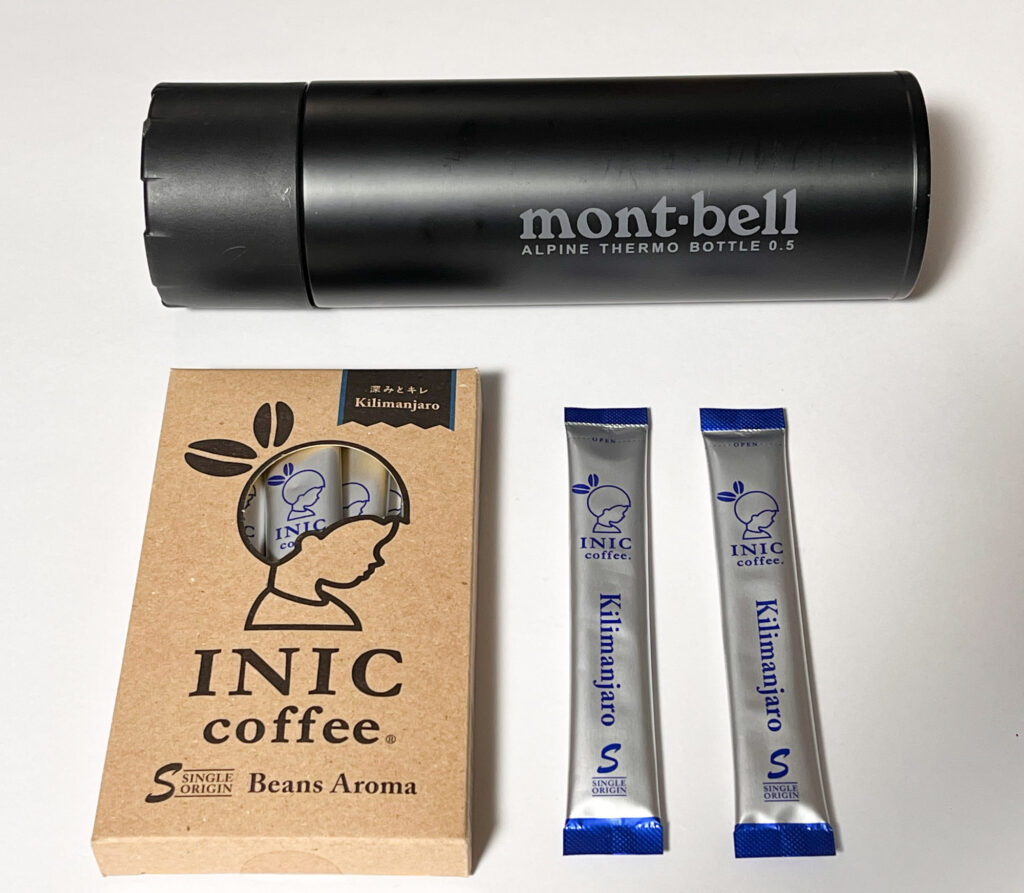 mont·bell
ALPINE THERMO BOTTLE 0.5
深みとキレ
Kilimanjaro
INIC
INIC
coffee®
S SINGLE ORIGIN Beans Aroma
OPEN
INIC
coffee.
Kilimanjaro
S
SINGLE
ORIGIN
OPEN
INIC
coffee.
Kilimanjaro
S
SINGLE
ORIGIN